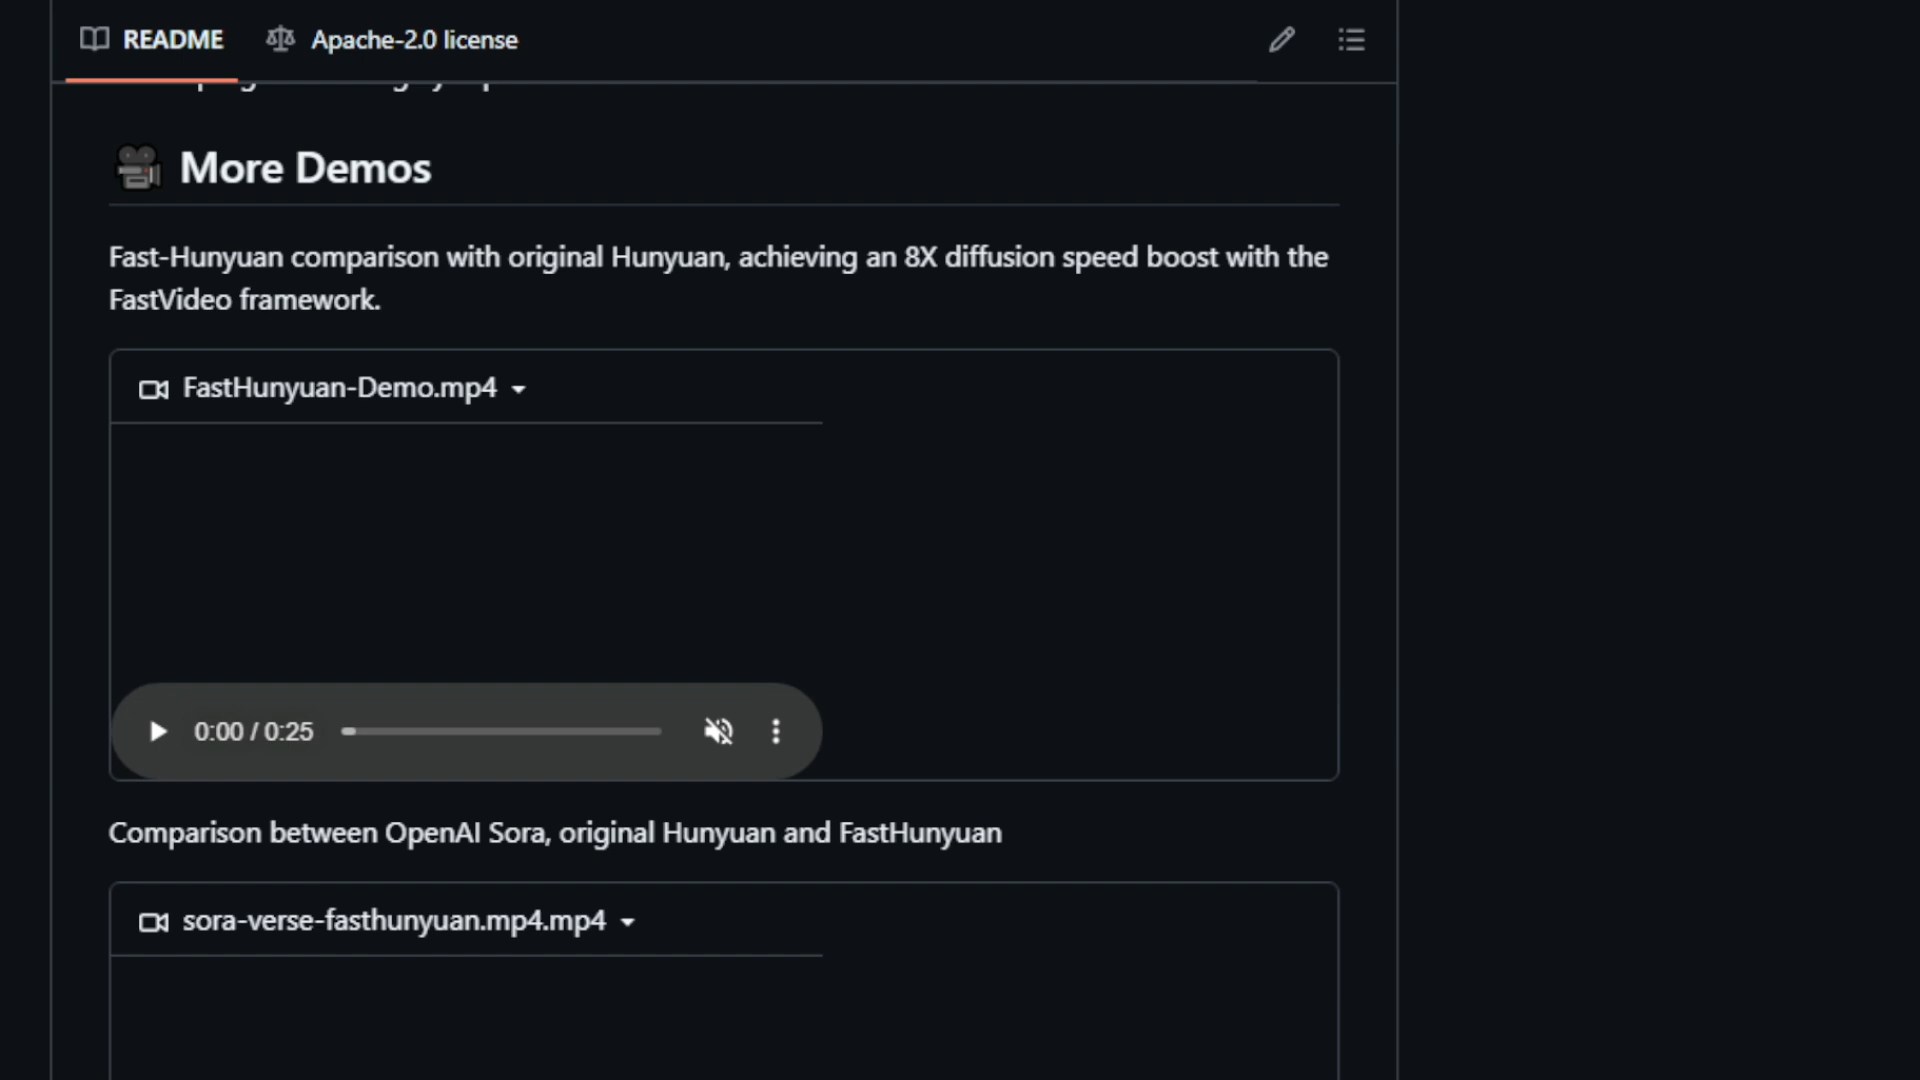 README
Apache-2.0 license
More Demos
Fast-Hunyuan comparison with original Hunyuan, achieving an 8X diffusion speed boost with the
FastVideo framework.
FastHunyuan-Demo.mp4
0:00 / 0:25
Comparison between OpenAI Sora, original Hunyuan and FastHunyuan
sora-verse-fasthunyuan.mp4.mp4